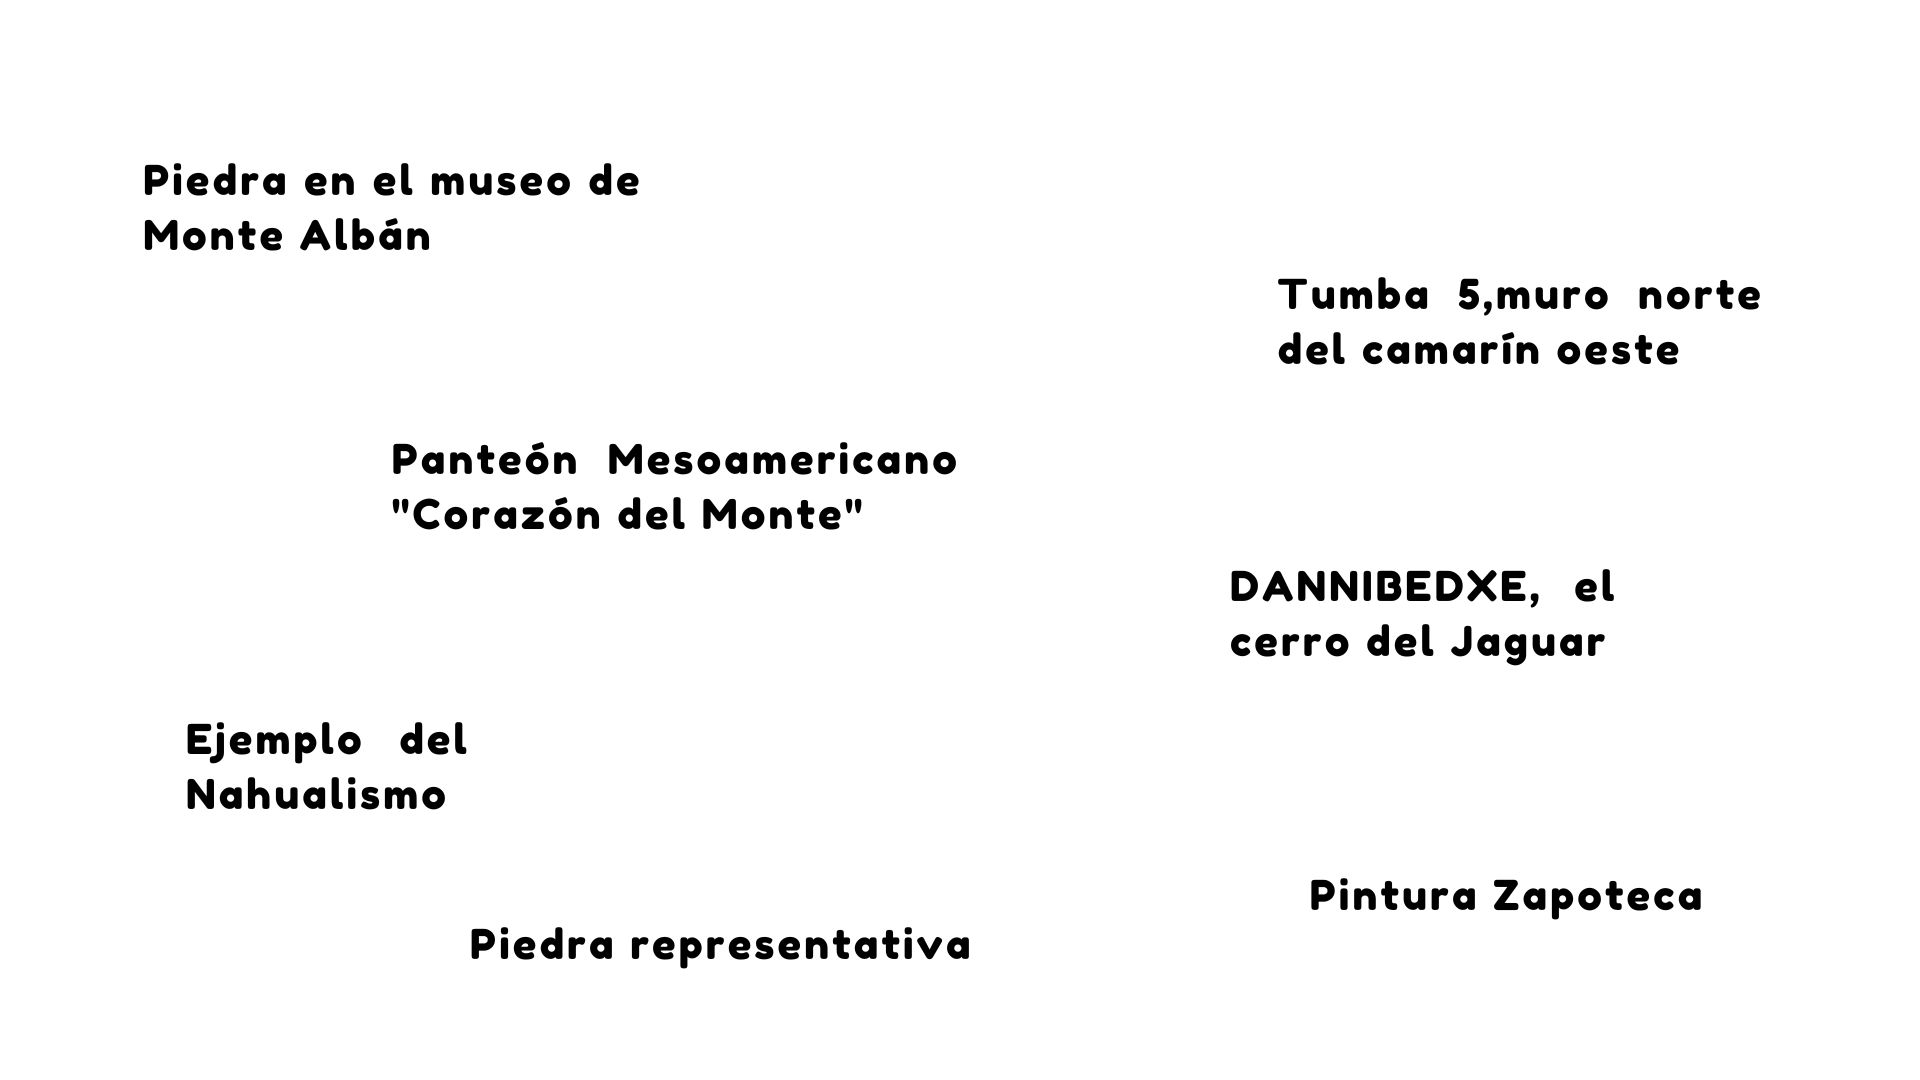 Piedra en el museo de
Monte Albán
Tumba 5,muro norte
del camarín oeste
Panteón Mesoamericano
"Corazón del Monte"
DANNIBEDXE, el
cerro del Jaguar
Ejemplo del
Nahualismo
Pintura Zapoteca
Piedra representativa